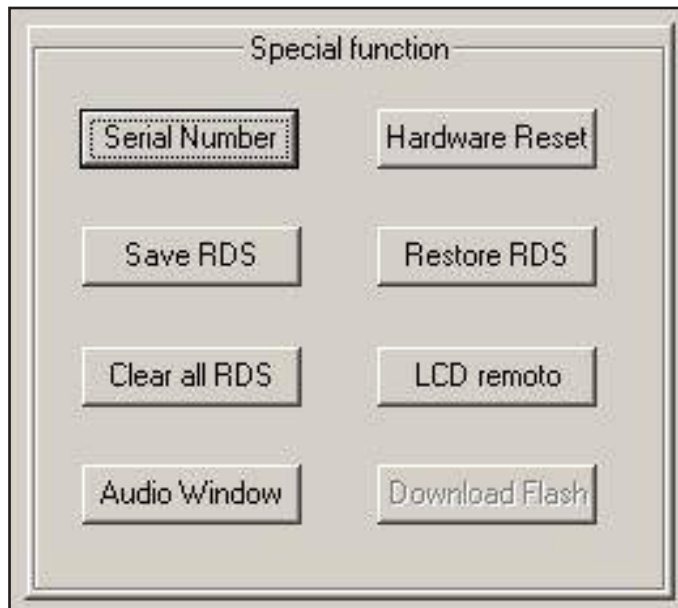 Special function
Serial Number
Hardware Reset
Save RDS
Restore RDS
Clear all RDS
LCD remoto
Audio Window
Download Flash